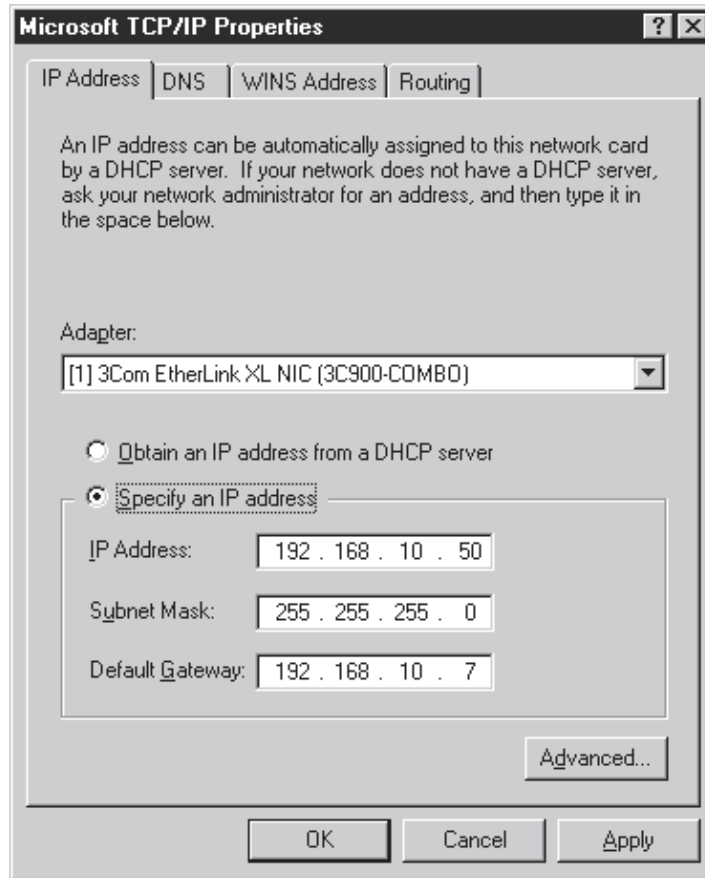 Microsoft TCP/IP Properties
IP Address DNS WINS Address Routing
An IP address can be automatically assigned to this network card
by a DHCP server. If your network does not have a DHCP server,
ask your network administrator for an address, and then type it in
the space below.
Adapter:
[1] 3Com EtherLink XL NIC (3C900-COMBO)
Obtain an IP address from a DHCP server
Specify an IP address
IP Address: 192 . 168 . 10 . 50
Subnet Mask: 255 . 255 . 255 . 0
Default Gateway: 192 . 168 . 10 . 7
Advanced...
OK Cancel Apply